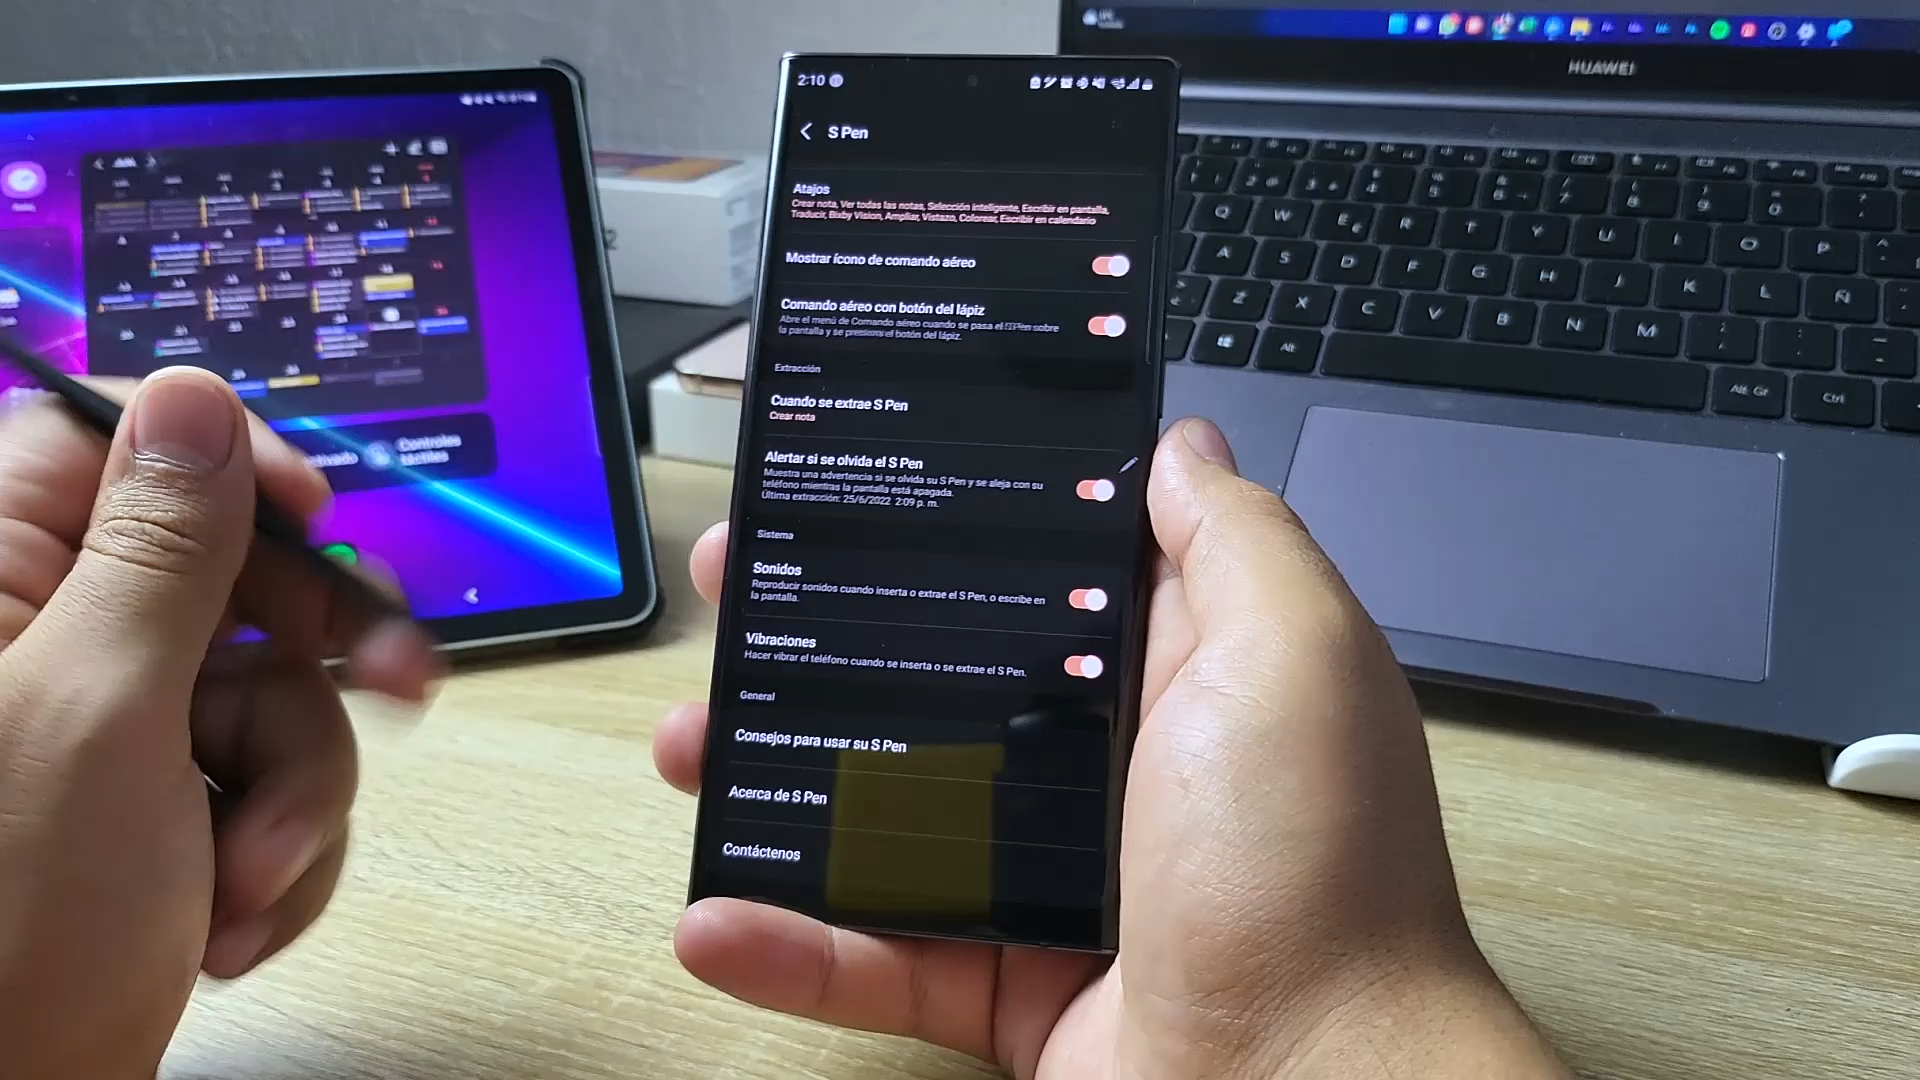 HUAWEI
2:10
S Pen
Atajos
Crear nota, Ver todas las notas, Selección inteligente, Escribir en pantalla,
Traducir, Bixby Vision, Ampliar, Vistazo, Colorear, Escribir en calendario
Mostrar ícono de comando aéreo
Comando aéreo con botón del lápiz
Abre el menú de Comando aéreo cuando se pasa el S Pen sobre
la pantalla y se presiona el botón del lápiz.
Extracción
Cuando se extrae S Pen
Crear nota
Alertar si se olvida el S Pen
Muestra una advertencia si se olvida su S Pen y se aleja con su
teléfono mientras la pantalla está apagada.
Última extracción: 25/6/2022 2:09 p. m.
Sistema
Sonidos
Reproducir sonidos cuando inserta o extrae el S Pen, o escribe en
la pantalla.
Vibraciones
Hacer vibrar el teléfono cuando se inserta o se extrae el S Pen.
General
Consejos para usar su S Pen
Acerca de S Pen
Contáctenos
Controles
táctiles
Q W E R T Y U I O P
A S D F G H J K L Ñ
Z X C V B N M
Alt
Alt Gr
Ctrl